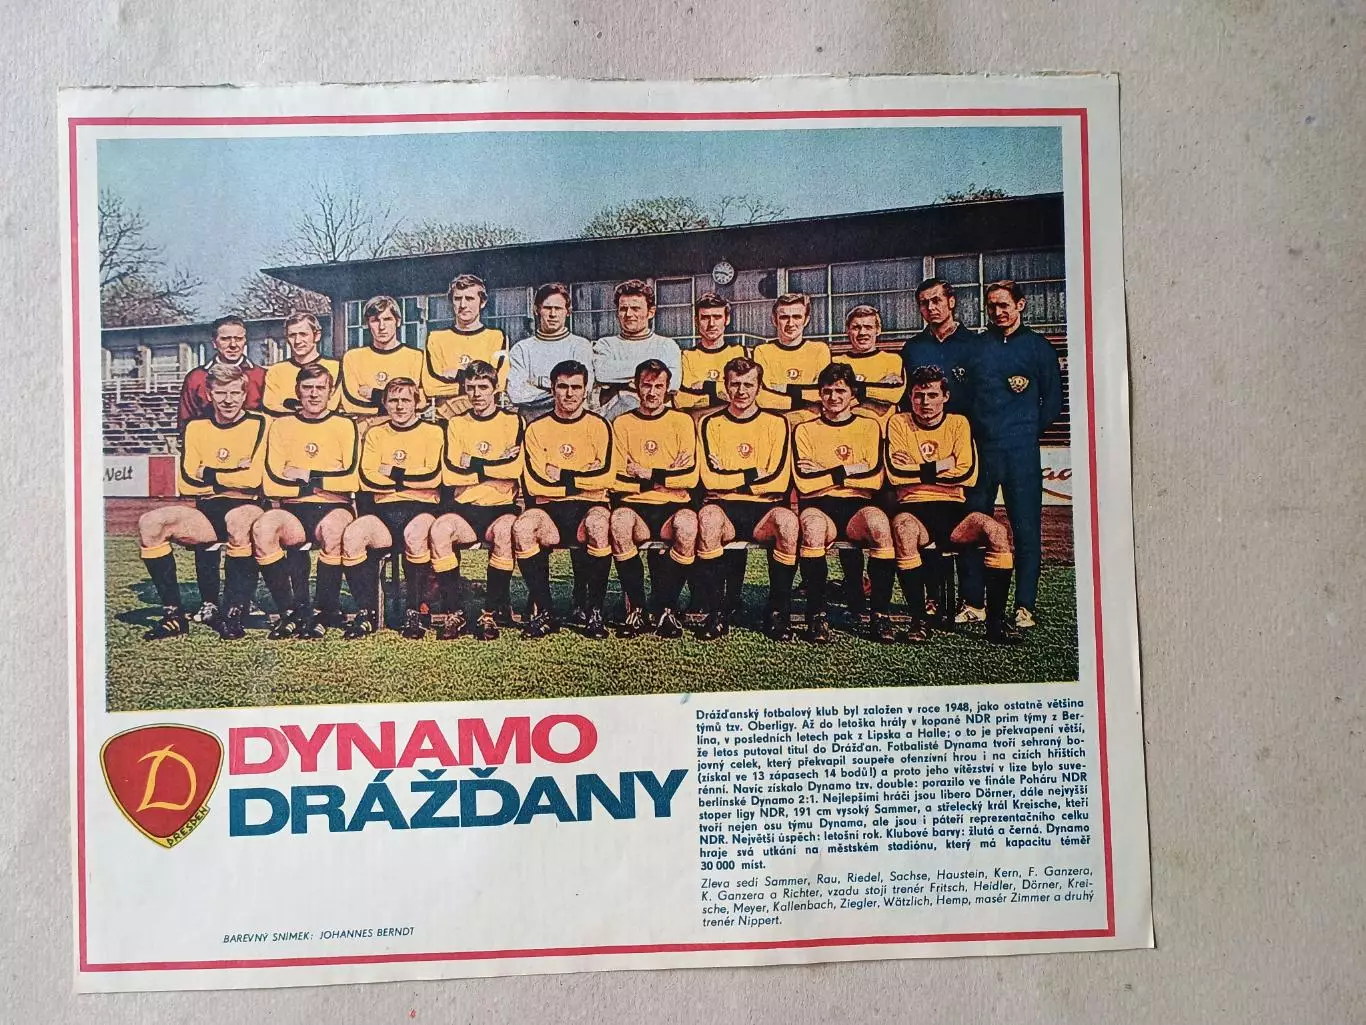 Welt
DYNAMO
DRÁŽĎANY
D
DRESDEN
Drážďanský fotbalový klub byl založen v roce 1948, jako ostatně většina
týmů tzv. Oberligy. Až do letoška hrály v kopané NDR prim týmy z Ber-
lína, v posledních letech pak z Lipska a Halle; o to je překvapení větší,
že letos putoval titul do Drážďan. Fotbalisté Dynama tvoří sehraný bo-
jovný celek, který překvapil soupeře ofenzivní hrou i na cizích hřištích
(získal ve 13 zápasech 14 bodů!) a proto jeho vítězství v lize bylo suve-
rénní. Navíc získalo Dynamo tzv. double: porazilo ve finále Poháru NDR
berlínské Dynamo 2:1. Nejlepšími hráči jsou libero Dörner, dále nejvyšší
stoper ligy NDR, 191 cm vysoký Sammer, a střelecký král Kreische, kteří
tvoří nejen osu týmu Dynama, ale jsou i páteří reprezentačního celku
NDR. Největší úspěch: letošní rok. Klubové barvy: žlutá a černá. Dynamo
hraje svá utkání na městském stadiónu, který má kapacitu téměř
30 000 míst.
Zleva sedí Sammer, Rau, Riedel, Sachse, Haustein, Kern, F. Ganzera,
K. Ganzera a Richter, vzadu stojí trenér Fritsch, Heidler, Dörner, Krei-
sche, Meyer, Kallenbach, Ziegler, Wätzlich, Hemp, masér Zimmer a druhý
trenér Nippert.
BAREVNÝ SNÍMEK: JOHANNES BERNDT